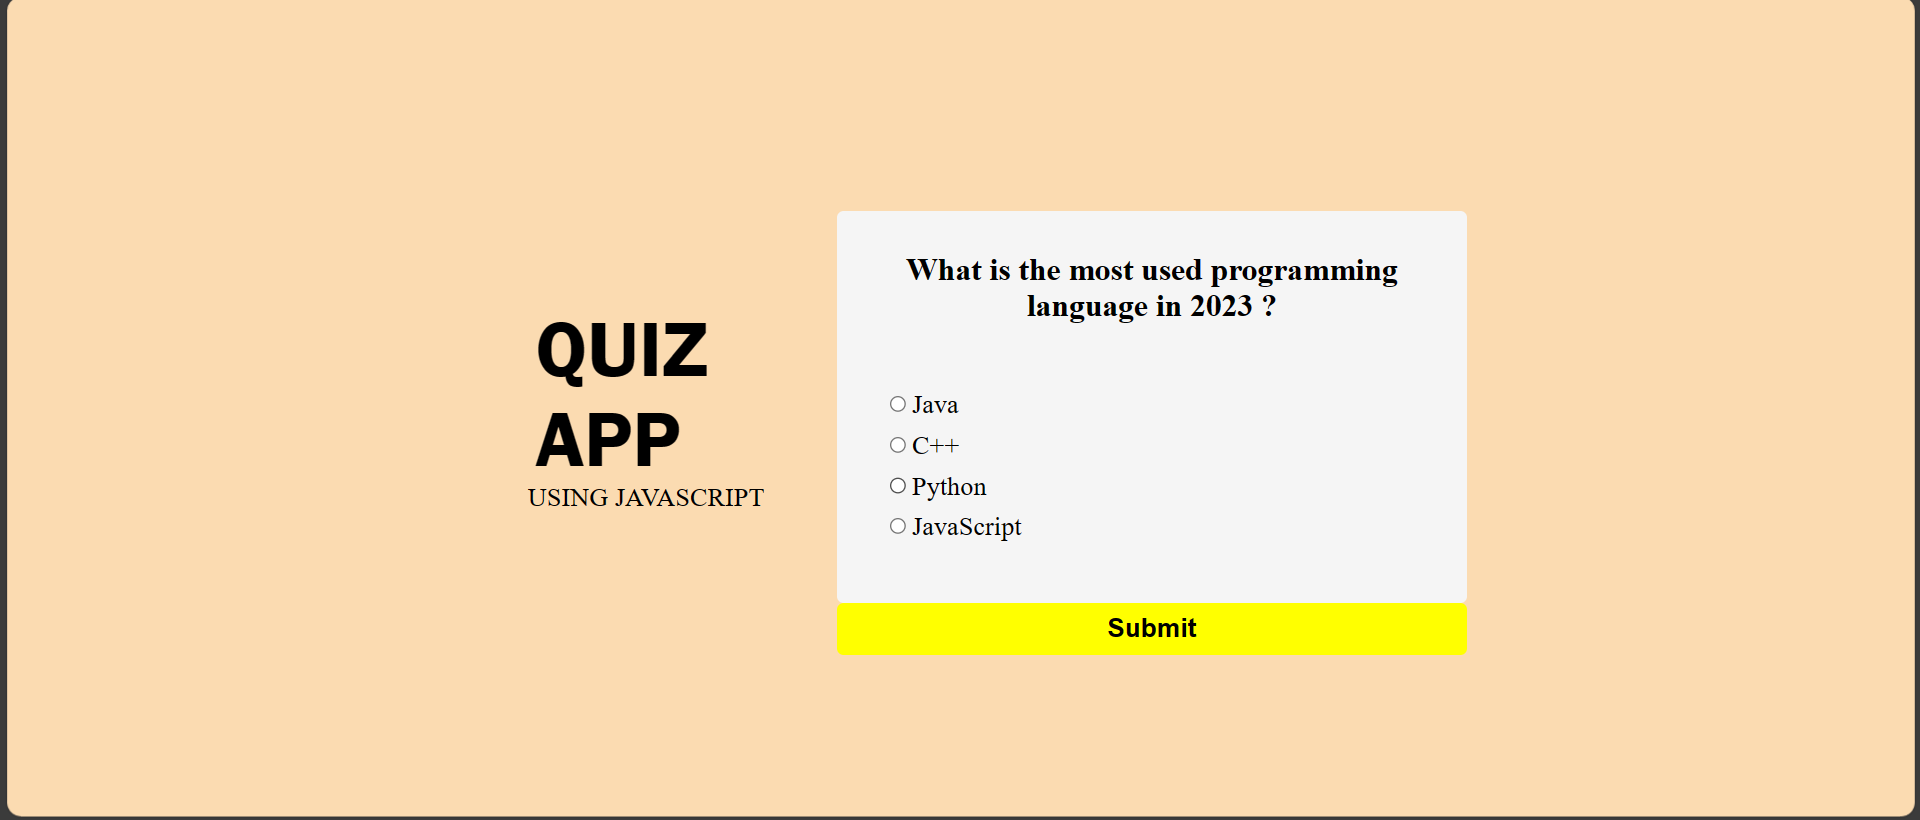 QUIZ
APP
USING JAVASCRIPT
What is the most used programming
language in 2023 ?
Java
C++
Python
JavaScript
Submit